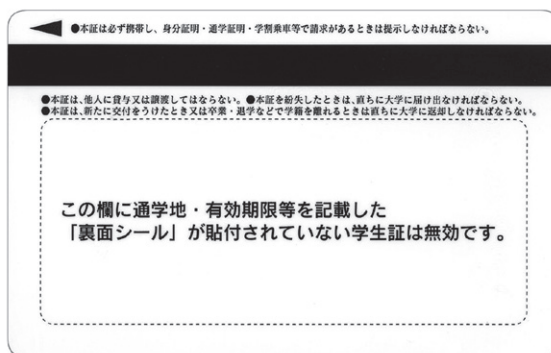 ●本証は必ず携帯し、身分証明・通学証明・学割乗車等で請求があるときは提示しなければならない。
●本証は、他人に貸与又は譲渡してはならない。●本証を紛失したときは、直ちに大学に届け出なければならない。
●本証は、新たに交付をうけたとき又は卒業・退学などで学籍を離れるときは直ちに大学に返却しなければならない。
この欄に通学地・有効期限等を記載した
「裏面シール」が貼付されていない学生証は無効です。